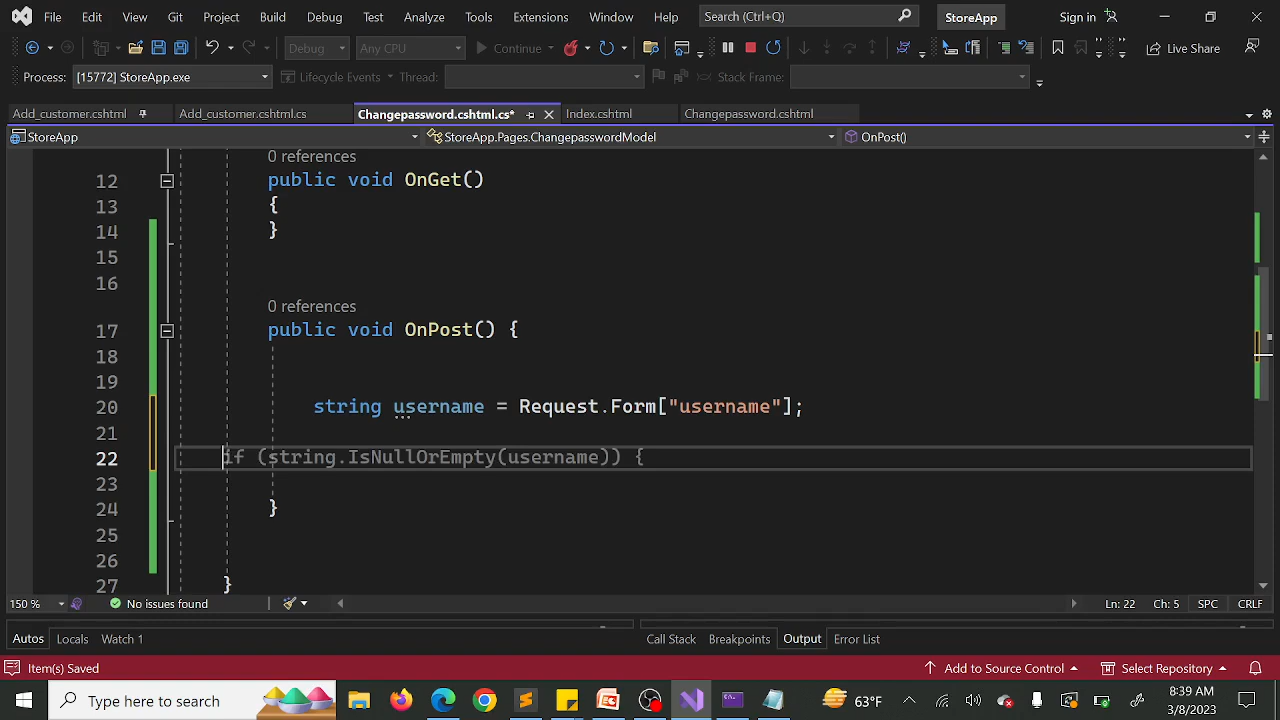 File Edit View Git Project Build Debug Test Analyze Tools Extensions Window Help Search (Ctrl+Q) StoreApp Sign in
Debug Any CPU Continue Live Share
Process: [15772] StoreApp.exe Lifecycle Events Thread: Stack Frame:
Add_customer.cshtml Add_customer.cshtml.cs Changepassword.cshtml.cs* Index.cshtml Changepassword.cshtml
StoreApp StoreApp.Pages.ChangepasswordModel OnPost()
0 references
12 public void OnGet()
13 {
14 }
15
16
0 references
17 public void OnPost() {
18
19
20 string username = Request.Form["username"];
21
22 if (string.IsNullOrEmpty(username)) {
23
24 }
25
26
27 }
150 % No issues found Ln: 22 Ch: 5 SPC CRLF
Autos Locals Watch 1 Call Stack Breakpoints Output Error List
Item(s) Saved Add to Source Control Select Repository
Type here to search 63°F 8:39 AM
3/8/2023